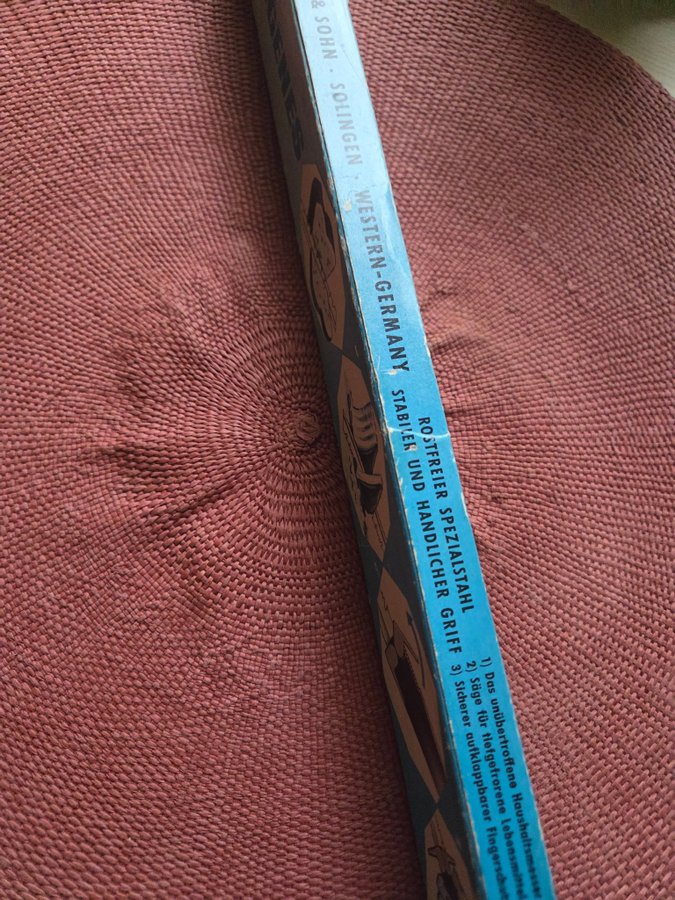 & SOHN · SOLINGEN · WESTERN-GERMANY
ROSTFREIER SPEZIALSTAHL
STABILER UND HANDLICHER GRIFF
1) Das unübertroffene Haushaltsmesser
2) Säge für tiefgefrorene Lebensmittel
3) Sicherer aufklappbarer